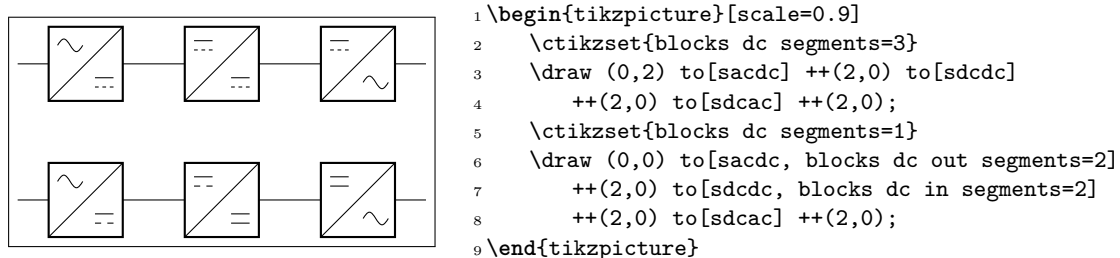 1 \begin{tikzpicture}[scale=0.9]
2 \ctikzset{blocks dc segments=3}
3 \draw (0,2) to[sacdc] ++(2,0) to[sdcdc]
4 ++(2,0) to[sdcac] ++(2,0);
5 \ctikzset{blocks dc segments=1}
6 \draw (0,0) to[sacdc, blocks dc out segments=2]
7 ++(2,0) to[sdcdc, blocks dc in segments=2]
8 ++(2,0) to[sdcac] ++(2,0);
9 \end{tikzpicture}